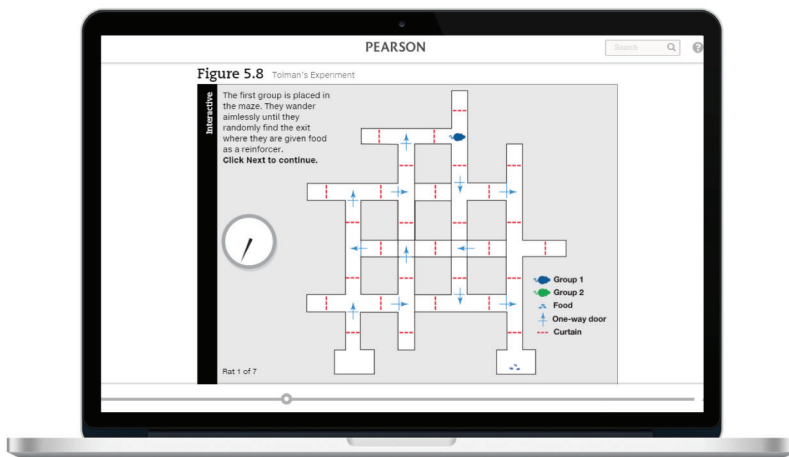 PEARSON
Search
?
Figure 5.8 Tolman's Experiment
Interactive
The first group is placed in
the maze. They wander
aimlessly until they
randomly find the exit
where they are given food
as a reinforcer.
Click Next to continue.
Group 1
Group 2
Food
One-way door
Curtain
Rat 1 of 7